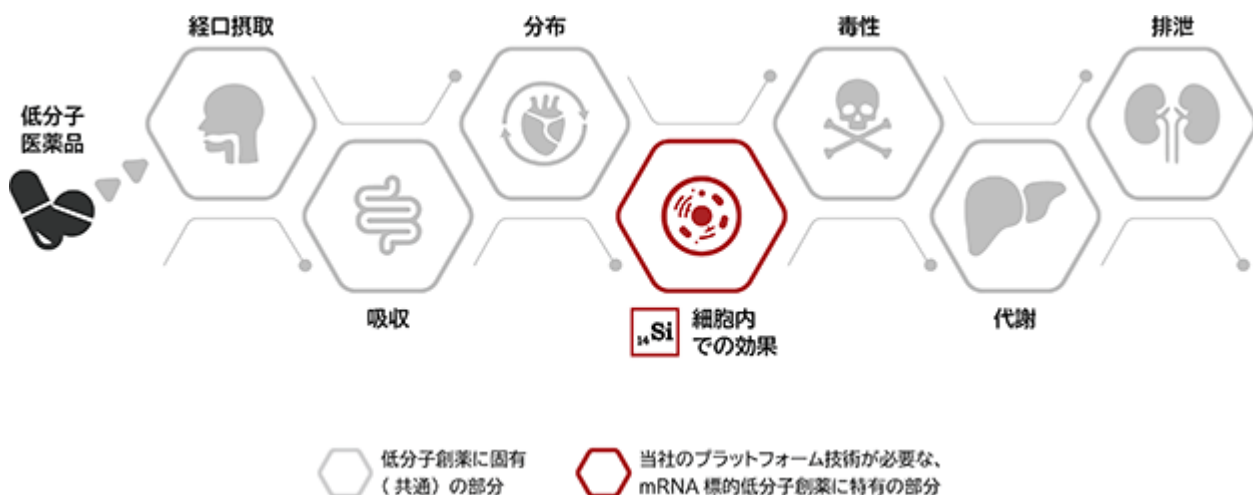 経口摂取
分布
毒性
排泄
低分子
医薬品
吸収
14Si
細胞内
での効果
代謝
低分子創薬に固有
(共通)の部分
当社のプラットフォーム技術が必要な、
mRNA 標的低分子創薬に特有の部分